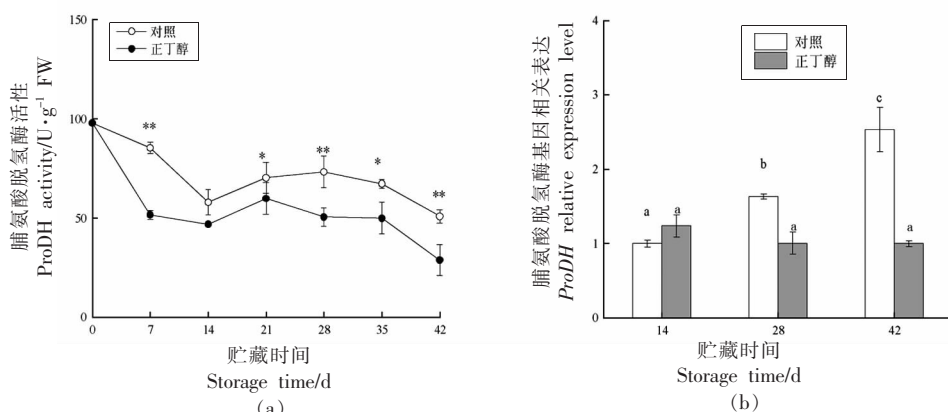 150
100
50
0
对照
正丁醇
脯氨酸脱氢酶活性
ProDH activity/U·g⁻¹ FW
**
*
**
*
**
0 7 14 21 28 35 42
贮藏时间
Storage time/d
(a)
4
3
2
1
0
对照
正丁醇
脯氨酸脱氢酶基因相关表达
ProDH relative expression level
a a
b a
c a
14 28 42
贮藏时间
Storage time/d
(b)